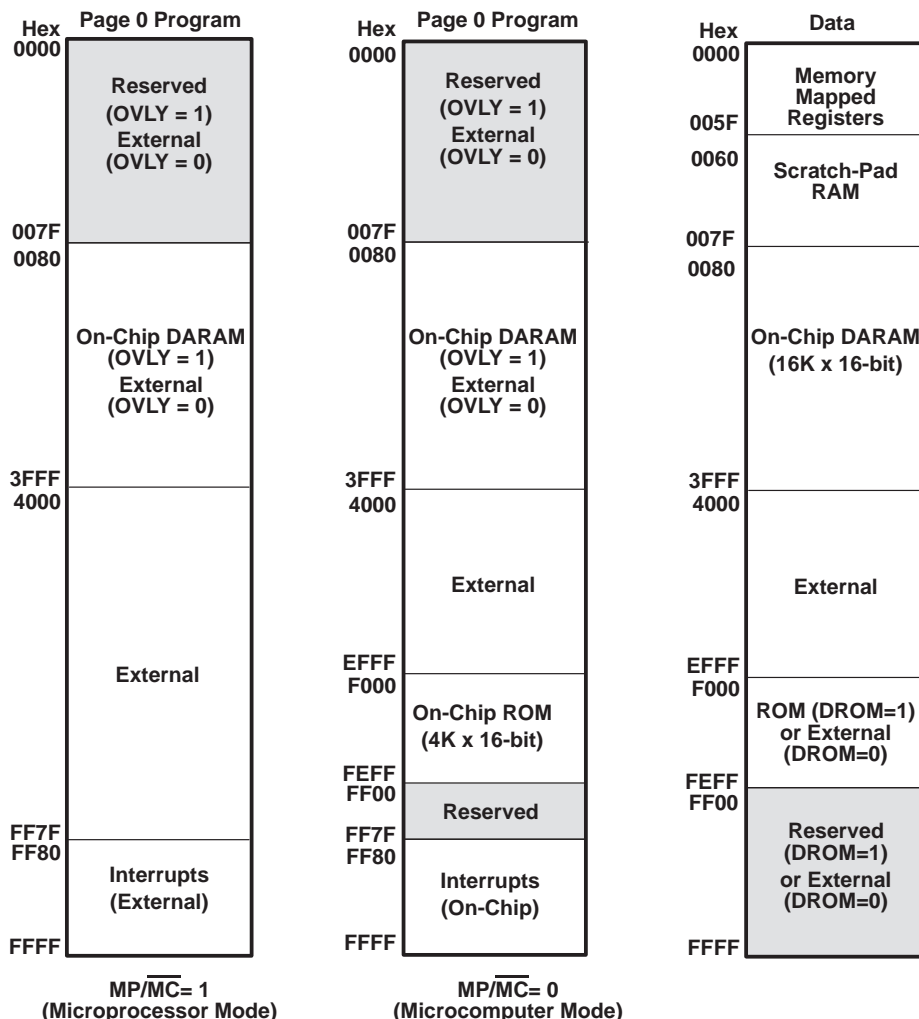 Hex
Page 0 Program
0000
Reserved
(OVLY = 1)
External
(OVLY = 0)
007F
0080
On-Chip DARAM
(OVLY = 1)
External
(OVLY = 0)
3FFF
4000
External
FF7F
FF80
Interrupts
(External)
FFFF
MP/M̅C̅= 1
(Microprocessor Mode)
Hex
Page 0 Program
0000
Reserved
(OVLY = 1)
External
(OVLY = 0)
007F
0080
On-Chip DARAM
(OVLY = 1)
External
(OVLY = 0)
3FFF
4000
External
EFFF
F000
On-Chip ROM
(4K x 16-bit)
FEFF
FF00
Reserved
FF7F
FF80
Interrupts
(On-Chip)
FFFF
MP/M̅C̅= 0
(Microcomputer Mode)
Hex
Data
0000
Memory
Mapped
Registers
005F
0060
Scratch-Pad
RAM
007F
0080
On-Chip DARAM
(16K x 16-bit)
3FFF
4000
External
EFFF
F000
ROM (DROM=1)
or External
(DROM=0)
FEFF
FF00
Reserved
(DROM=1)
or External
(DROM=0)
FFFF